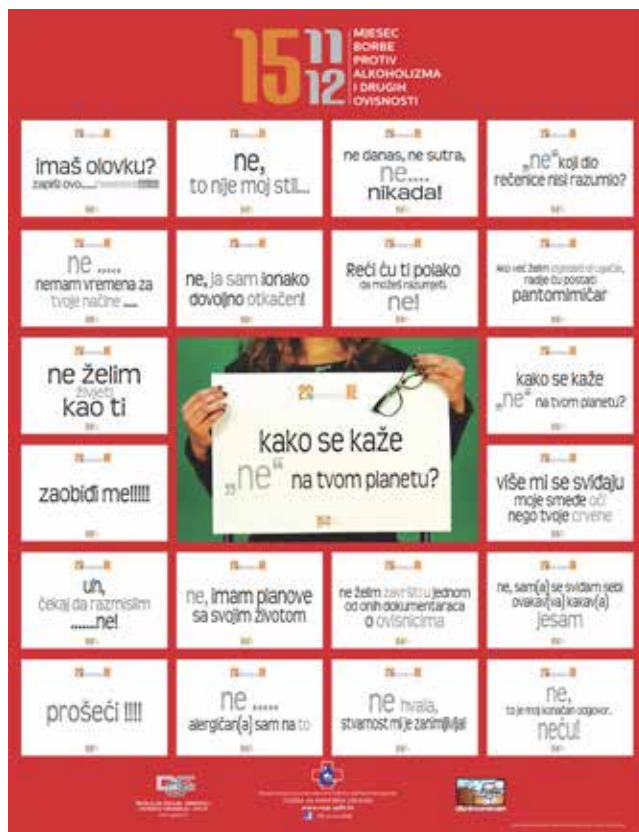 15 11 12
MJESEC
BORBE
PROTIV
ALKOHOLIZMA
I DRUGIH
OVISNOSTI
imaš olovku?
zapiši ovo.....
ne,
to nije moj stil...
ne danas, ne sutra,
ne....
nikada!
„ne“ koji dio
rečenice nisi razumio?
ne .....
nemam vremena za
tvoje načine .....
ne, ja sam ionako
dovoljno otkačen!
Reći ću ti polako
da možeš razumjeti.
ne!
Ako već želim izgledati
radije ću postati
pantomimičar
ne želim
živjeti
kao ti
kako se kaže
„ne“ na tvom planetu?
kako se kaže
„ne“ na tvom planetu?
zaobiđi me!!!!!
više mi se sviđaju
moje smeđe oči
nego tvoje crvene
uh,
čekaj da razmislim
.......ne!
ne, imam planove
sa svojim životom
ne želim završiti u jednom
od onih dokumentaraca
o ovisnicima
ne, sam(a) se sviđam sebi
ovakav(va) kakav(a)
jesam
prošeći !!!!
ne .....
alergičan(a) sam na to
ne hvala,
stvarnost mi je zanimljivija!
ne,
to je moj konačan odgovor.
neću!